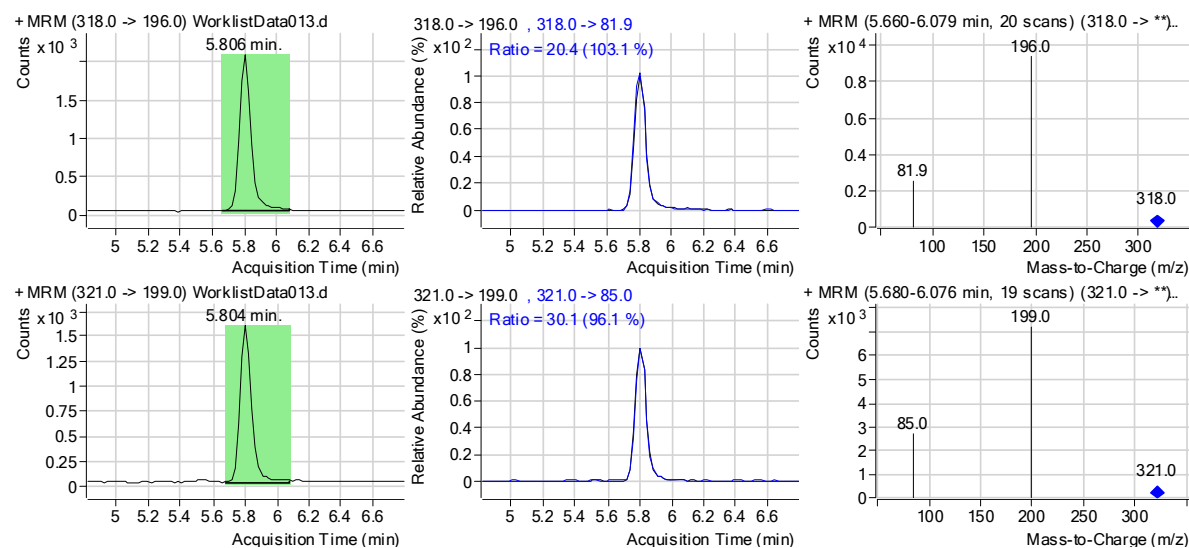 + MRM (318.0 -> 196.0) WorklistData013.d
Counts
x10 3
5.806 min.
1.5
1
0.5
0
5 5.2 5.4 5.6 5.8 6 6.2 6.4 6.6
Acquisition Time (min)
318.0 -> 196.0 , 318.0 -> 81.9
Relative Abundance (%)
x10 2
Ratio = 20.4 (103.1 %)
1
0.8
0.6
0.4
0.2
0
5 5.2 5.4 5.6 5.8 6 6.2 6.4 6.6
Acquisition Time (min)
+ MRM (5.660-6.079 min, 20 scans) (318.0 -> **)...
Counts
x10 4
196.0
1
0.8
0.6
0.4
81.9
0.2
318.0
0
100 150 200 250 300
Mass-to-Charge (m/z)
+ MRM (321.0 -> 199.0) WorklistData013.d
Counts
x10 3
5.804 min.
1.5
1.25
1
0.75
0.5
0.25
0
5 5.2 5.4 5.6 5.8 6 6.2 6.4 6.6
Acquisition Time (min)
321.0 -> 199.0 , 321.0 -> 85.0
Relative Abundance (%)
x10 2
Ratio = 30.1 (96.1 %)
1
0.8
0.6
0.4
0.2
0
5 5.2 5.4 5.6 5.8 6 6.2 6.4 6.6
Acquisition Time (min)
+ MRM (5.680-6.076 min, 19 scans) (321.0 -> **)...
Counts
x10 3
199.0
6
5
4
3
85.0
2
1
321.0
0
100 150 200 250 300
Mass-to-Charge (m/z)